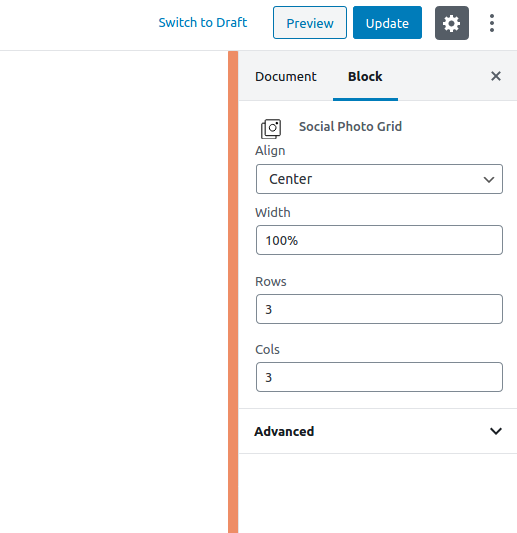 Switch to Draft Preview Update
Document Block
Social Photo Grid
Align
Center
Width
100%
Rows
3
Cols
3
Advanced